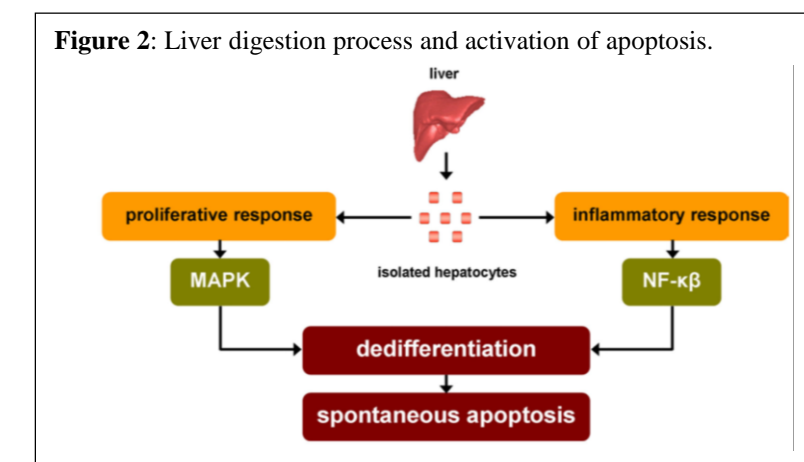 Figure 2: Liver digestion process and activation of apoptosis.
liver
proliferative response
inflammatory response
isolated hepatocytes
MAPK
NF-κβ
dedifferentiation
spontaneous apoptosis